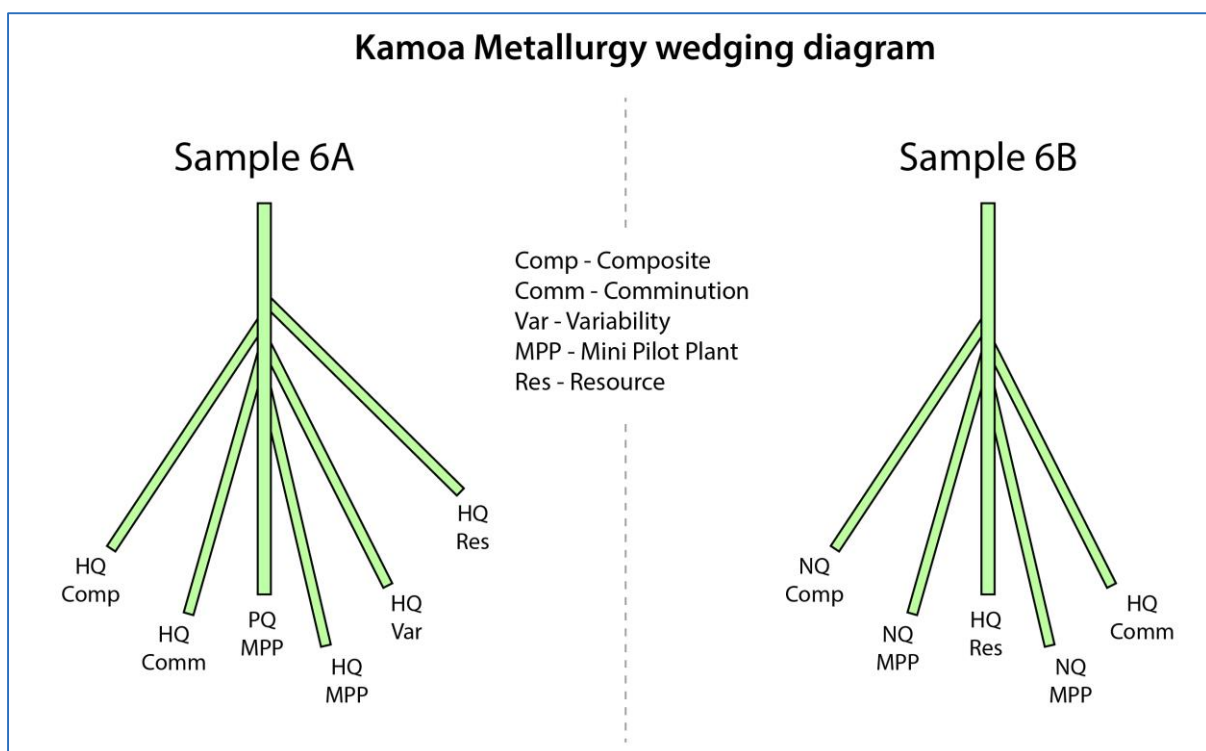 Kamoa Metallurgy wedging diagram
Sample 6A
HQ
Comp
HQ
Comm
PQ
MPP
HQ
MPP
HQ
Var
HQ
Res
Comp - Composite
Comm - Comminution
Var - Variability
MPP - Mini Pilot Plant
Res - Resource
Sample 6B
NQ
Comp
NQ
MPP
HQ
Res
NQ
MPP
HQ
Comm